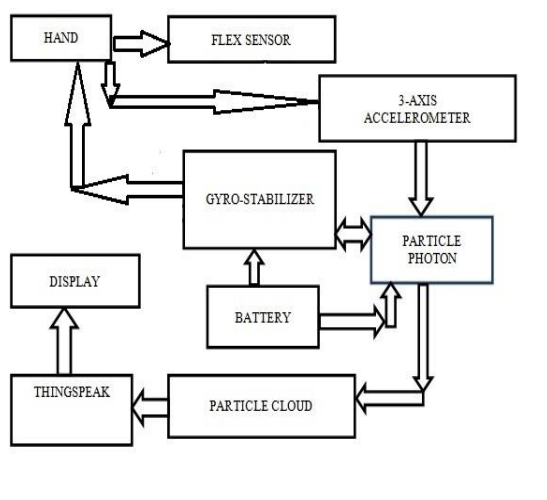 HAND
FLEX SENSOR
3-AXIS
ACCELEROMETER
GYRO-STABILIZER
PARTICLE
PHOTON
DISPLAY
BATTERY
THINGSPEAK
PARTICLE CLOUD